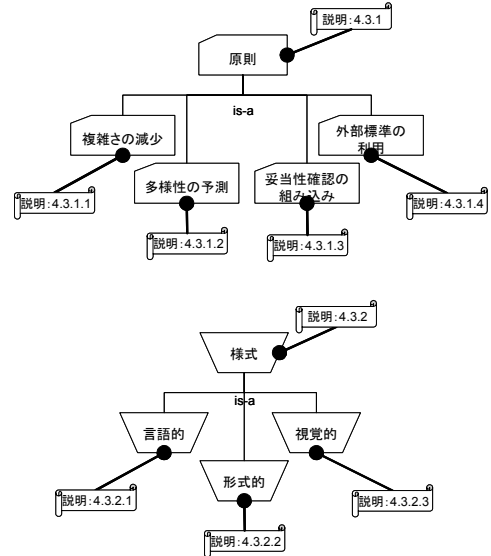 説明:4.3.1
原則
is-a
複雑さの減少
外部標準の
利用
多様性の予測
妥当性確認の
組み込み
説明:4.3.1.1
説明:4.3.1.4
説明:4.3.1.2
説明:4.3.1.3
説明:4.3.2
様式
is-a
言語的
視覚的
形式的
説明:4.3.2.1
説明:4.3.2.3
説明:4.3.2.2